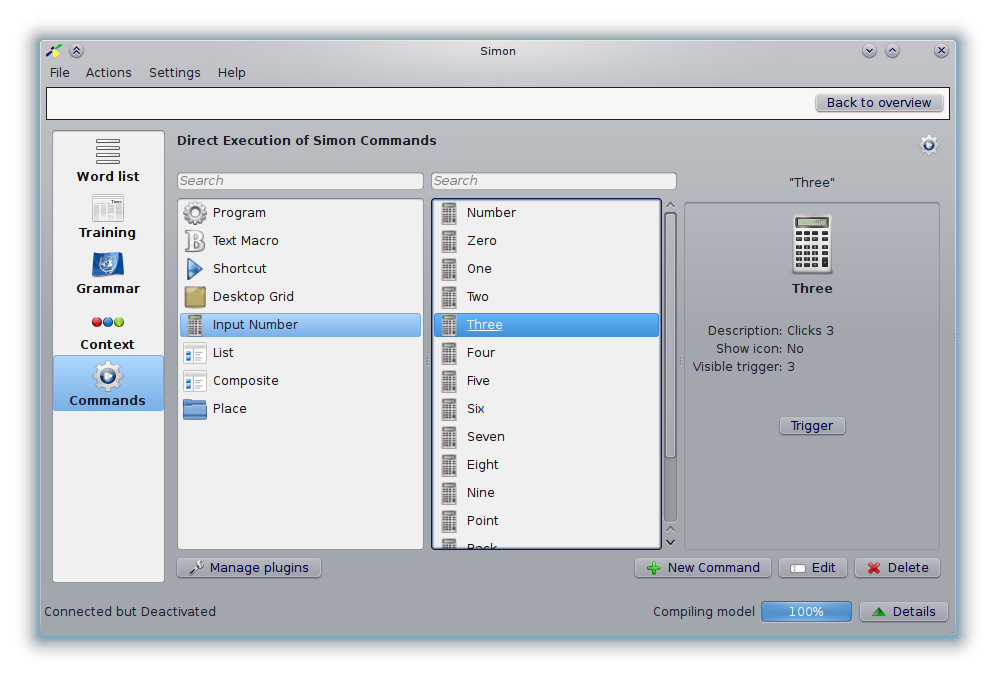 Simon
File Actions Settings Help
Back to overview
Word list
Training
Grammar
Context
Commands
Direct Execution of Simon Commands
Search
Program
Text Macro
Shortcut
Desktop Grid
Input Number
List
Composite
Place
Manage plugins
Search
Number
Zero
One
Two
Three
Four
Five
Six
Seven
Eight
Nine
Point
Back
"Three"
Three
Description: Clicks 3
Show icon: No
Visible trigger: 3
Trigger
New Command Edit Delete
Connected but Deactivated
Compiling model 100% Details